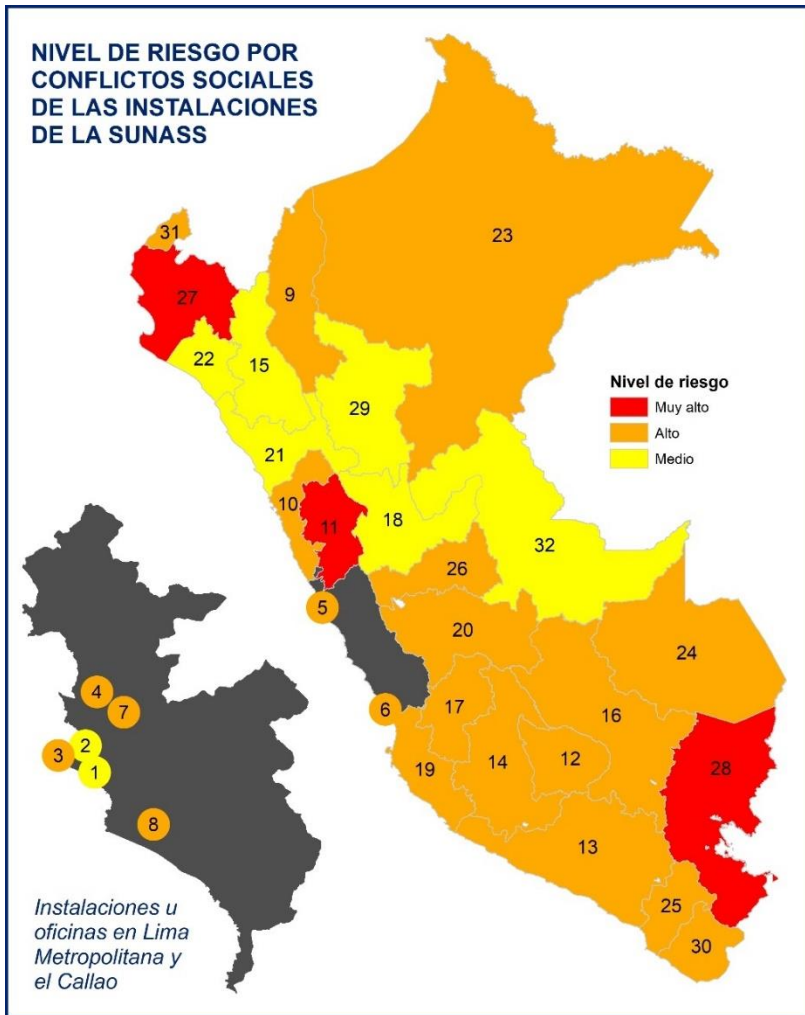 NIVEL DE RIESGO POR
CONFLICTOS SOCIALES
DE LAS INSTALACIONES
DE LA SUNASS
31
23
9
27
22
15
29
Nivel de riesgo
Muy alto
Alto
Medio
21
10
11
18
32
26
5
20
24
4
7
6
17
16
2
3
1
19
14
12
28
8
13
25
30
Instalaciones u
oficinas en Lima
Metropolitana y
el Callao